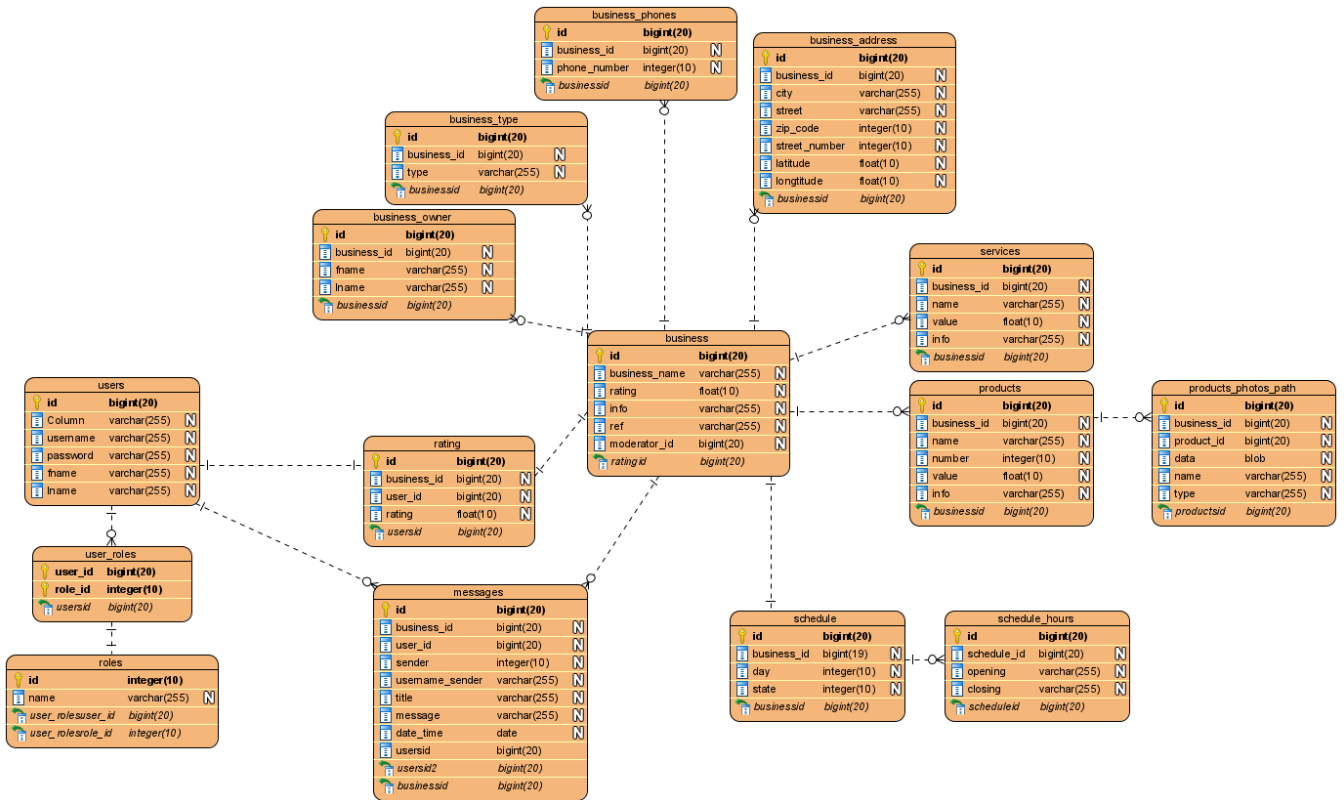 business_phones
id bigint(20)
business_id bigint(20) N
phone_number integer(10) N
businessid bigint(20)
business_address
id bigint(20)
business_id bigint(20) N
city varchar(255) N
street varchar(255) N
zip_code integer(10) N
street_number integer(10) N
latitude float(10) N
longtitude float(10) N
businessid bigint(20)
business_type
id bigint(20)
business_id bigint(20) N
type varchar(255) N
businessid bigint(20)
business_owner
id bigint(20)
business_id bigint(20) N
fname varchar(255) N
lname varchar(255) N
businessid bigint(20)
services
id bigint(20)
business_id bigint(20) N
name varchar(255) N
value float(10) N
info varchar(255) N
businessid bigint(20)
business
id bigint(20)
business_name varchar(255) N
rating float(10) N
info varchar(255) N
ref varchar(255) N
moderator_id bigint(20) N
ratingid bigint(20)
users
id bigint(20)
Column varchar(255) N
username varchar(255) N
password varchar(255) N
fname varchar(255) N
lname varchar(255) N
rating
id bigint(20)
business_id bigint(20) N
user_id bigint(20) N
rating float(10) N
usersid bigint(20)
products
id bigint(20)
business_id bigint(20) N
name varchar(255) N
number integer(10) N
value float(10) N
info varchar(255) N
businessid bigint(20)
products_photos_path
id bigint(20)
business_id bigint(20) N
product_id bigint(20) N
data blob N
name varchar(255) N
type varchar(255) N
productsid bigint(20)
user_roles
user_id bigint(20)
role_id integer(10)
usersid bigint(20)
roles
id integer(10)
name varchar(255) N
user_rolesuser_id bigint(20)
user_rolesrole_id integer(10)
messages
id bigint(20)
business_id bigint(20) N
user_id bigint(20) N
sender integer(10) N
username_sender varchar(255) N
title varchar(255) N
message varchar(255) N
date_time date N
usersid bigint(20)
usersid2 bigint(20)
businessid bigint(20)
schedule
id bigint(20)
business_id bigint(19) N
day integer(10) N
state integer(10) N
businessid bigint(20)
schedule_hours
id bigint(20)
schedule_id bigint(20) N
opening varchar(255) N
closing varchar(255) N
scheduleid bigint(20)